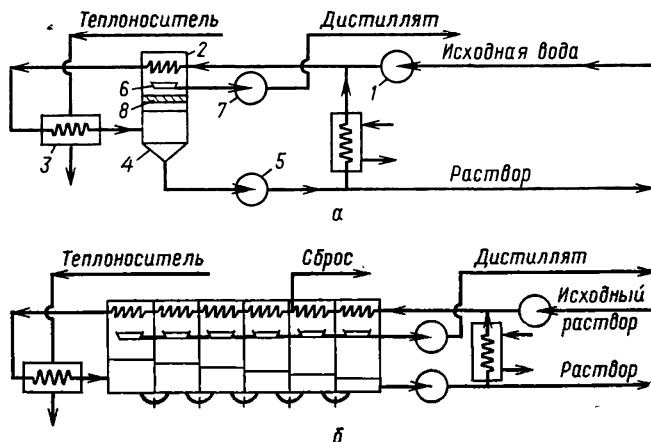 Теплоноситель
Дистиллят
2
Исходная вода
1
6
8
7
3
4
5
Раствор
а
Теплоноситель
Сброс
Дистиллят
Исходный
раствор
Раствор
б